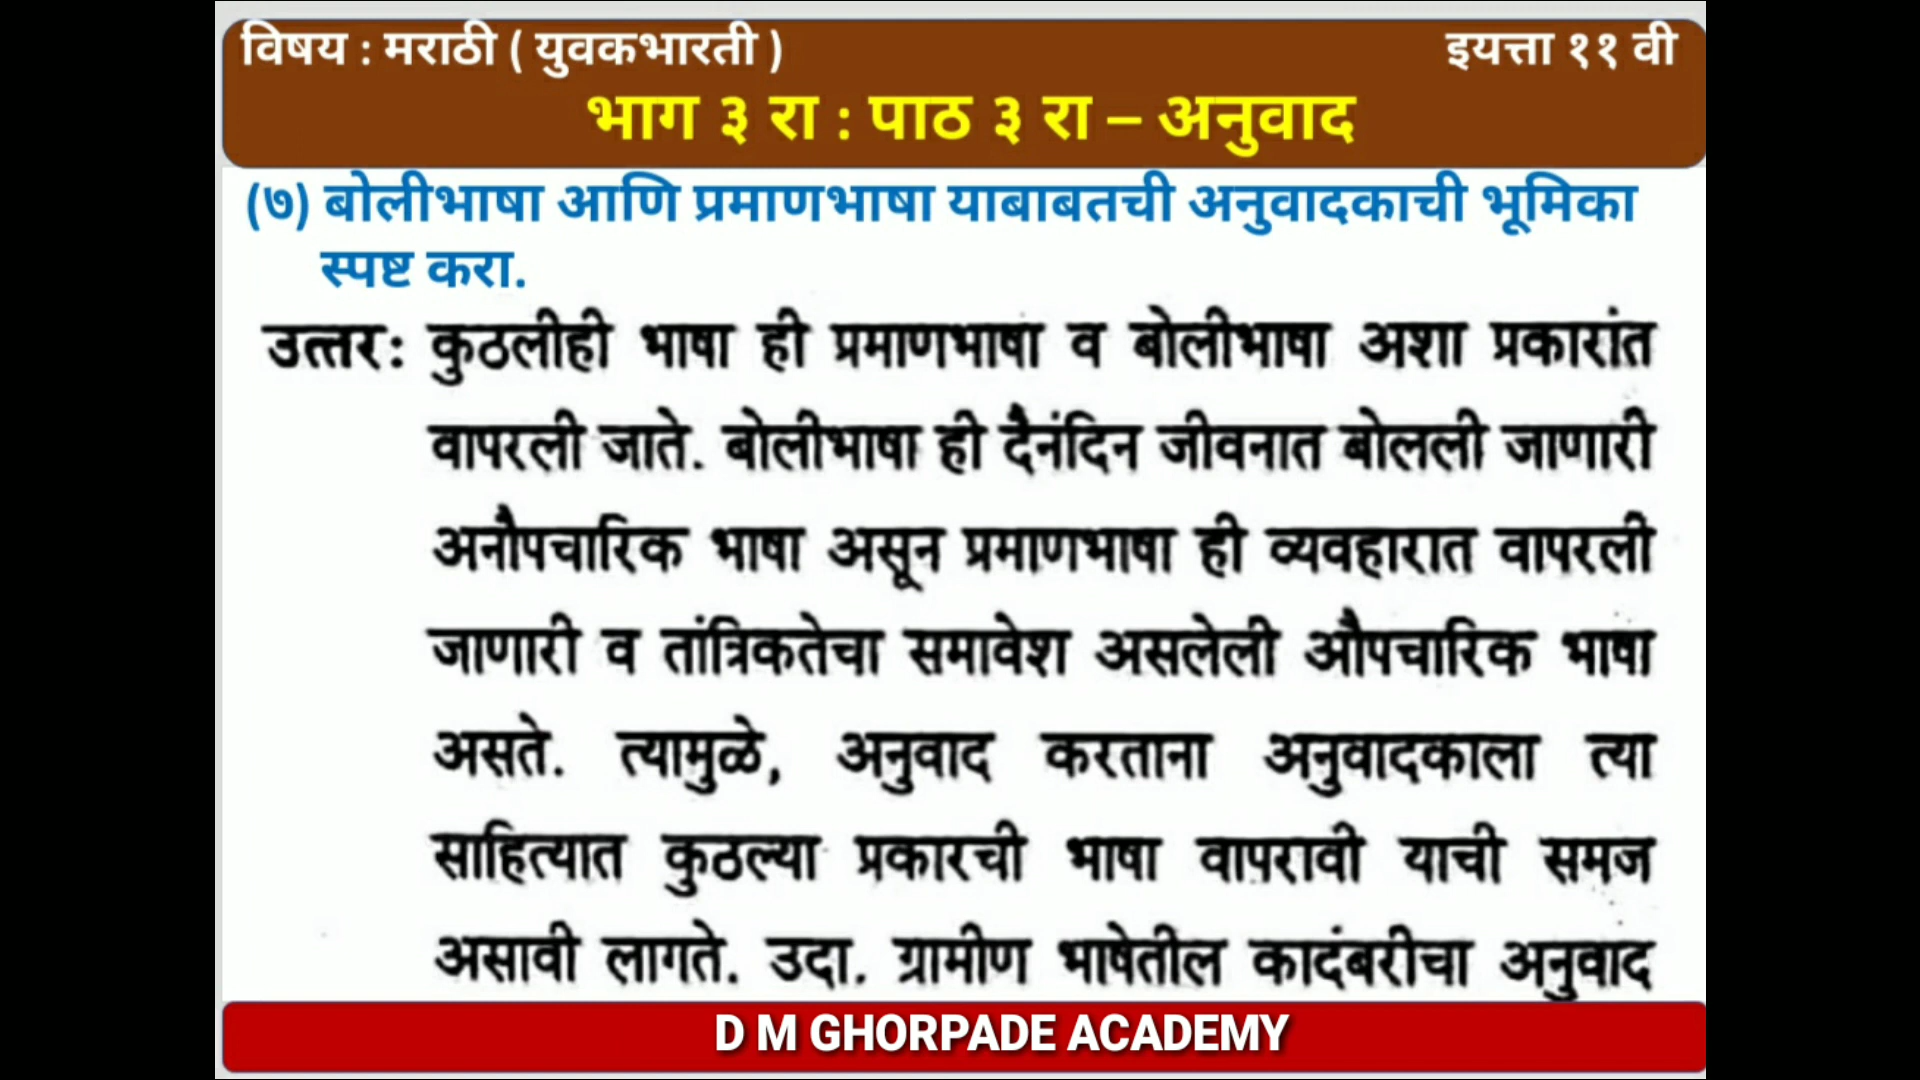 विषय : मराठी ( युवकभारती )
इयत्ता ११ वी
भाग ३ रा : पाठ ३ रा – अनुवाद
(७) बोलीभाषा आणि प्रमाणभाषा याबाबतची अनुवादकाची भूमिका
स्पष्ट करा.
उत्तर: कुठलीही भाषा ही प्रमाणभाषा व बोलीभाषा अशा प्रकारांत
वापरली जाते. बोलीभाषा ही दैनंदिन जीवनात बोलली जाणारी
अनौपचारिक भाषा असून प्रमाणभाषा ही व्यवहारात वापरली
जाणारी व तांत्रिकतेचा समावेश असलेली औपचारिक भाषा
असते. त्यामुळे, अनुवाद करताना अनुवादकाला त्या
साहित्यात कुठल्या प्रकारची भाषा वापरावी याची समज
असावी लागते. उदा. ग्रामीण भाषेतील कादंबरीचा अनुवाद
D M GHORPADE ACADEMY